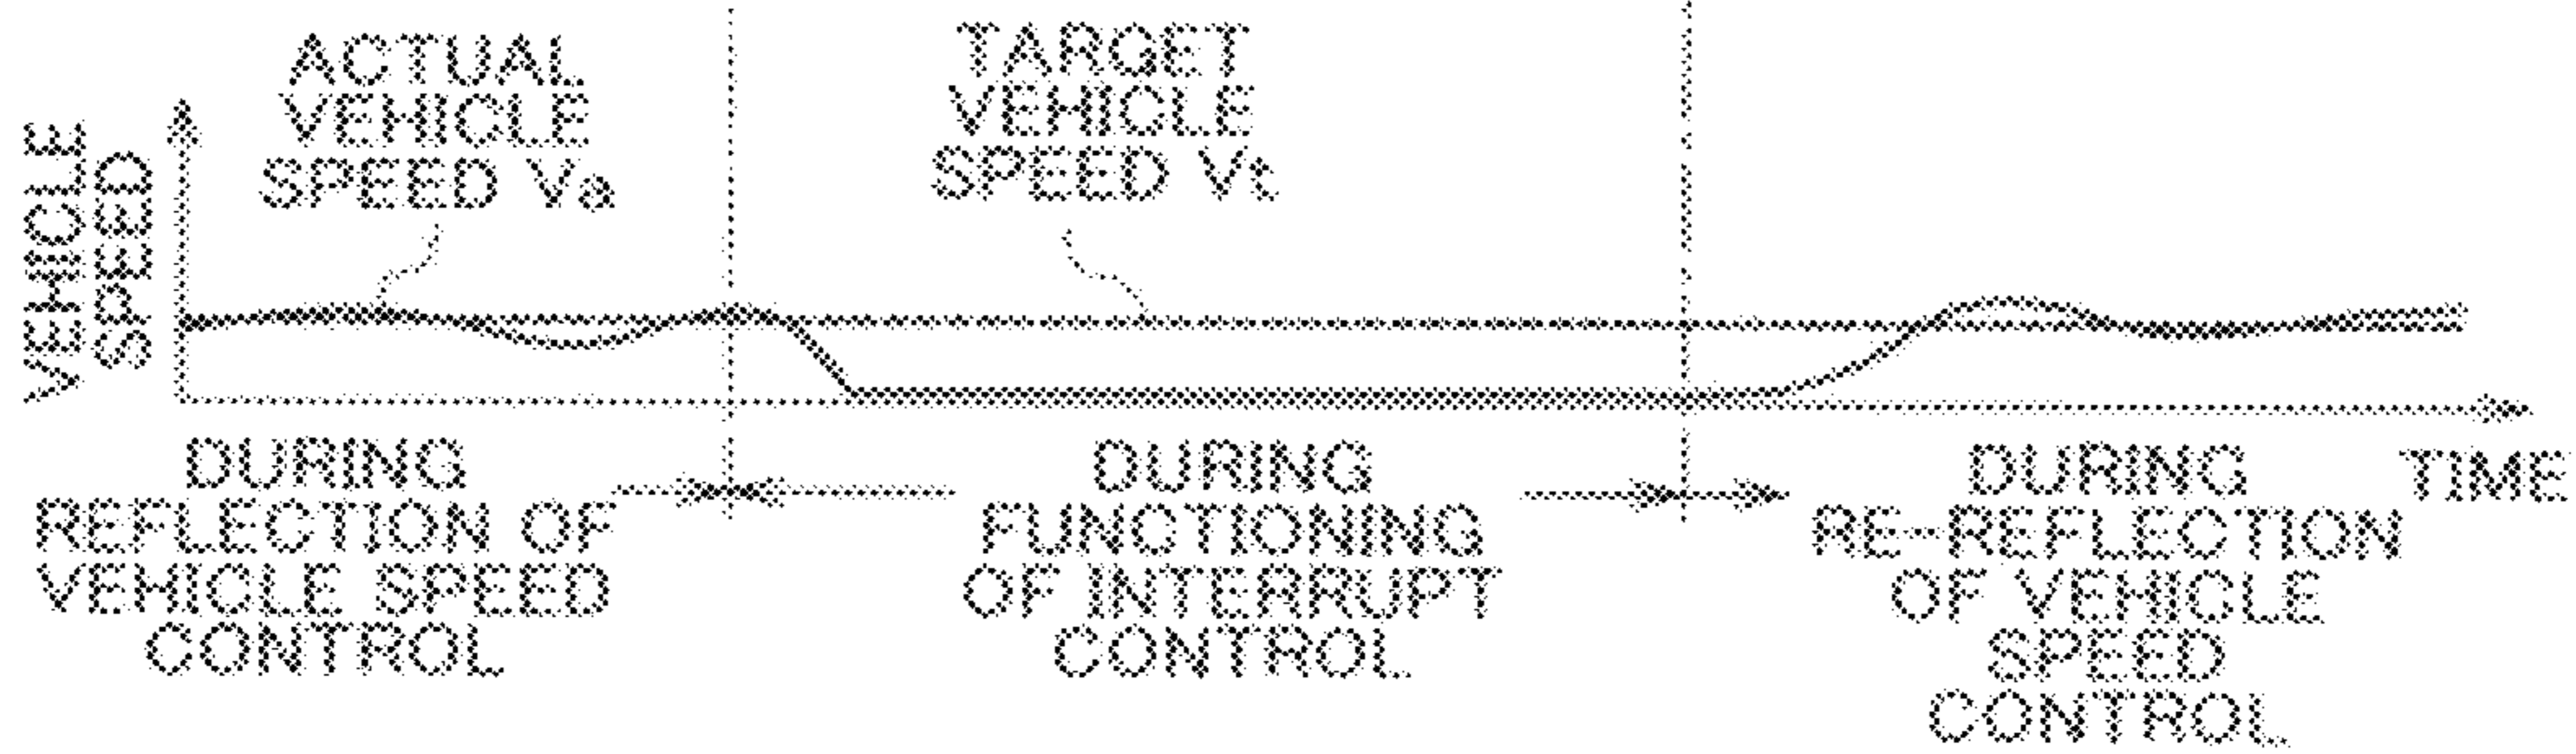 VEHICLE
SPEED
ACTUAL
VEHICLE
SPEED Va
TARGET
VEHICLE
SPEED Vt
DURING
REFLECTION OF
VEHICLE SPEED
CONTROL
DURING
FUNCTIONING
OF INTERRUPT
CONTROL
DURING
RE-REFLECTION
OF VEHICLE
SPEED
CONTROL
TIME